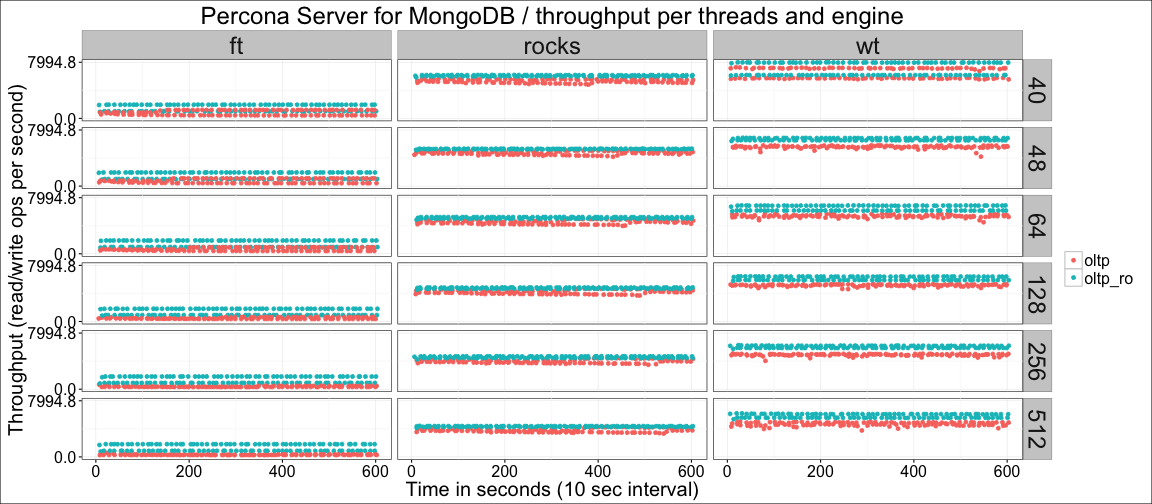 Percona Server for MongoDB / throughput per threads and engine
ft rocks wt
Throughput (read/write ops per second)
7994.8
0.0
40
7994.8
0.0
48
7994.8
0.0
64
7994.8
0.0
128
7994.8
0.0
256
7994.8
0.0
512
oltp
oltp_ro
0 200 400 600 0 200 400 600 0 200 400 600
Time in seconds (10 sec interval)